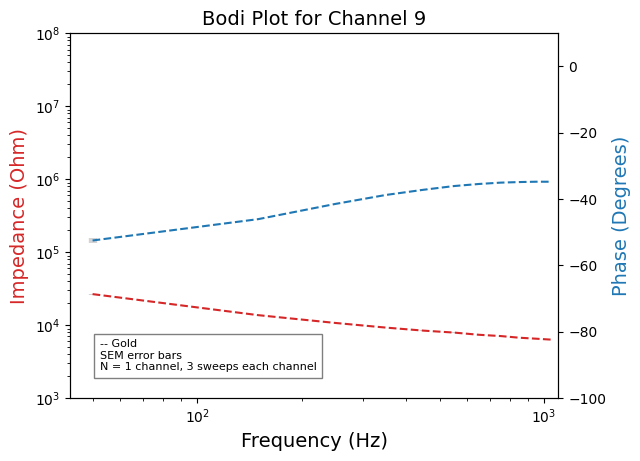 Bodi Plot for Channel 9
10^8
10^7
10^6
10^5
10^4
10^3
Impedance (Ohm)
0
−20
−40
−60
−80
−100
Phase (Degrees)
-- Gold
SEM error bars
N = 1 channel, 3 sweeps each channel
10^2
10^3
Frequency (Hz)